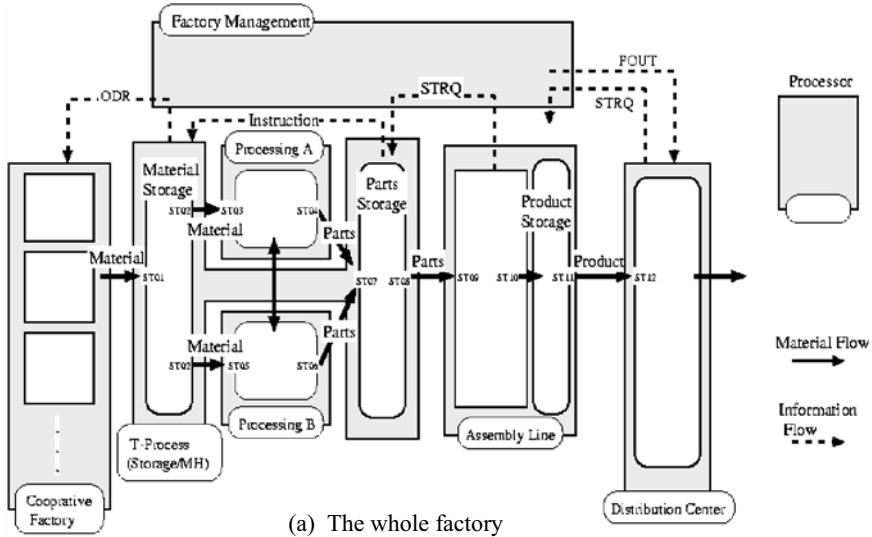 Factory Management
POUT
STRQ
STRQ
ODR
Instruction
Processor
Processing A
Material
Storage
Parts
Storage
Product
Storage
ST02
ST03
ST04
Material
Parts
Material
Parts
Product
ST01
ST07
ST08
ST09
ST10
ST11
ST12
Material
Parts
ST02
ST05
ST06
Material Flow
Processing B
Assembly Line
Information
Flow
T-Process
(Storage/MH)
Cooprative
Factory
Distribution Center
(a) The whole factory